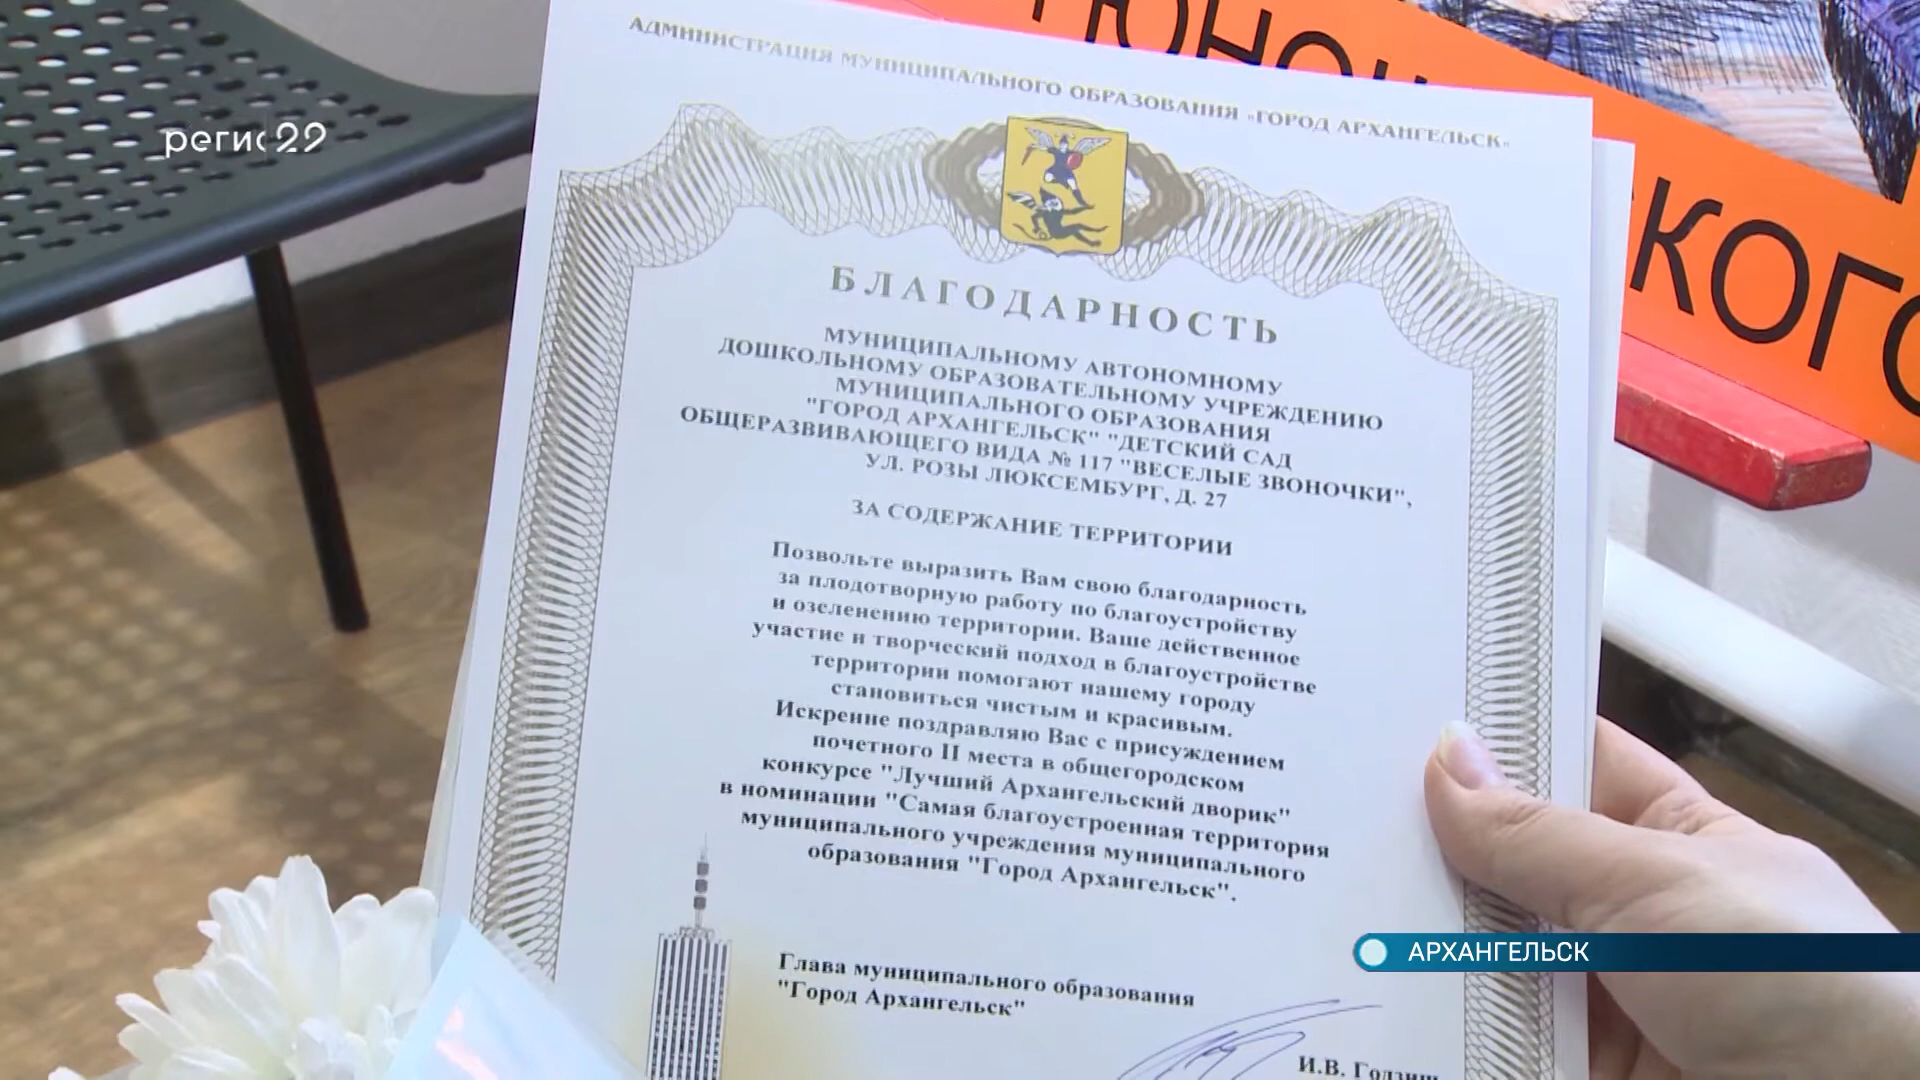 АДМИНИСТРАЦИЯ МУНИЦИПАЛЬНОГО ОБРАЗОВАНИЯ «ГОРОД АРХАНГЕЛЬСК»
регис29
БЛАГОДАРНОСТЬ
МУНИЦИПАЛЬНОМУ АВТОНОМНОМУ
ДОШКОЛЬНОМУ ОБРАЗОВАТЕЛЬНОМУ УЧРЕЖДЕНИЮ
МУНИЦИПАЛЬНОГО ОБРАЗОВАНИЯ
"ГОРОД АРХАНГЕЛЬСК" "ДЕТСКИЙ САД
ОБЩЕРАЗВИВАЮЩЕГО ВИДА № 117 "ВЕСЕЛЫЕ ЗВОНОЧКИ",
УЛ. РОЗЫ ЛЮКСЕМБУРГ, Д. 27
ЗА СОДЕРЖАНИЕ ТЕРРИТОРИИ
Позвольте выразить Вам свою благодарность
за плодотворную работу по благоустройству
и озеленению территории. Ваше действенное
участие и творческий подход в благоустройстве
территории помогают нашему городу
становиться чистым и красивым.
Искренне поздравляю Вас с присуждением
почетного II места в общегородском
конкурсе "Лучший Архангельский дворик"
в номинации "Самая благоустроенная территория
муниципального учреждения муниципального
образования "Город Архангельск".
Глава муниципального образования
"Город Архангельск"
И.В. Годзиш
КОГО
АРХАНГЕЛЬСК